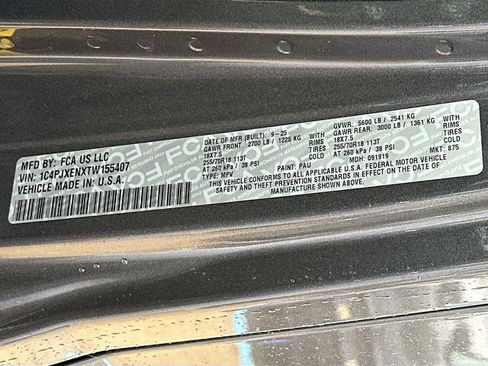 MFD BY: FCA US LLC
VIN: 1C4PJXENXTW155407
VEHICLE MADE IN: U.S.A.
DATE OF MFR (BUILT): 9-25
GAWR FRONT: 2700 LB / 1225 KG WITH
18X7.5 RIMS
255/70R18 113T TIRES
AT 260 kPa / 38 PSI COLD
TYPE: MPV PAINT: PAU
GVWR: 5600 LB / 2541 KG
GAWR REAR: 3000 LB / 1361 KG WITH
18X7.5 RIMS
255/70R18 113T TIRES
AT 260 kPa / 38 PSI COLD
MDH: 091919 MKT: 875
THIS VEHICLE CONFORMS TO ALL APPLICABLE U.S.A. FEDERAL MOTOR VEHICLE
SAFETY AND THEFT PREVENTION STANDARDS IN EFFECT ON THE DATE OF MFR